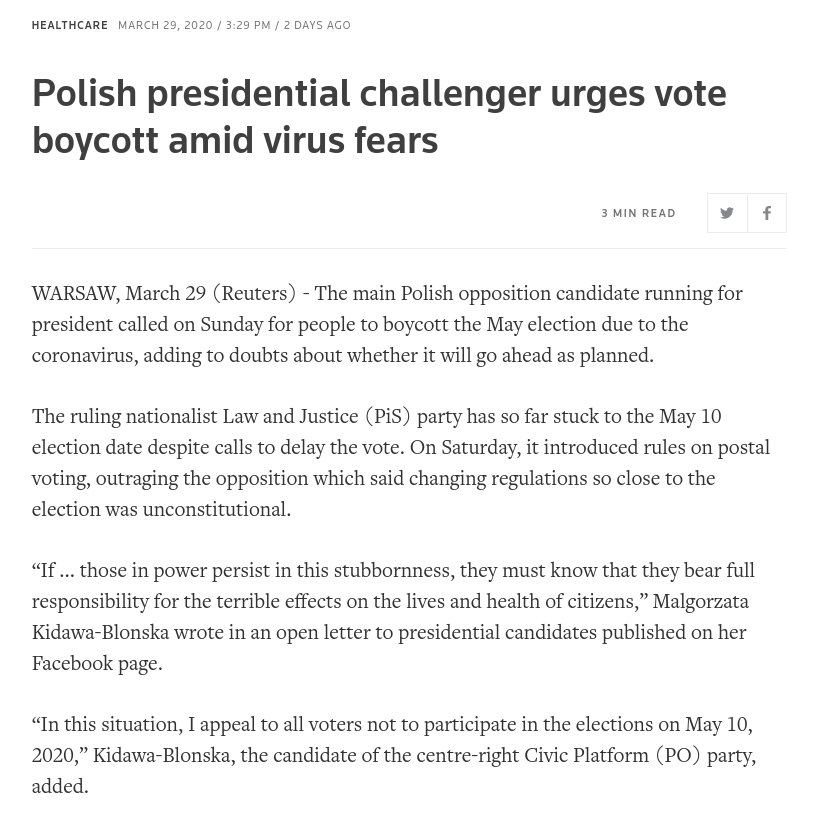 HEALTHCARE MARCH 29, 2020 / 3:29 PM / 2 DAYS AGO
Polish presidential challenger urges vote
boycott amid virus fears
3 MIN READ
WARSAW, March 29 (Reuters) - The main Polish opposition candidate running for
president called on Sunday for people to boycott the May election due to the
coronavirus, adding to doubts about whether it will go ahead as planned.
The ruling nationalist Law and Justice (PiS) party has so far stuck to the May 10
election date despite calls to delay the vote. On Saturday, it introduced rules on postal
voting, outraging the opposition which said changing regulations so close to the
election was unconstitutional.
“If ... those in power persist in this stubbornness, they must know that they bear full
responsibility for the terrible effects on the lives and health of citizens,” Malgorzata
Kidawa-Blonska wrote in an open letter to presidential candidates published on her
Facebook page.
“In this situation, I appeal to all voters not to participate in the elections on May 10,
2020,” Kidawa-Blonska, the candidate of the centre-right Civic Platform (PO) party,
added.